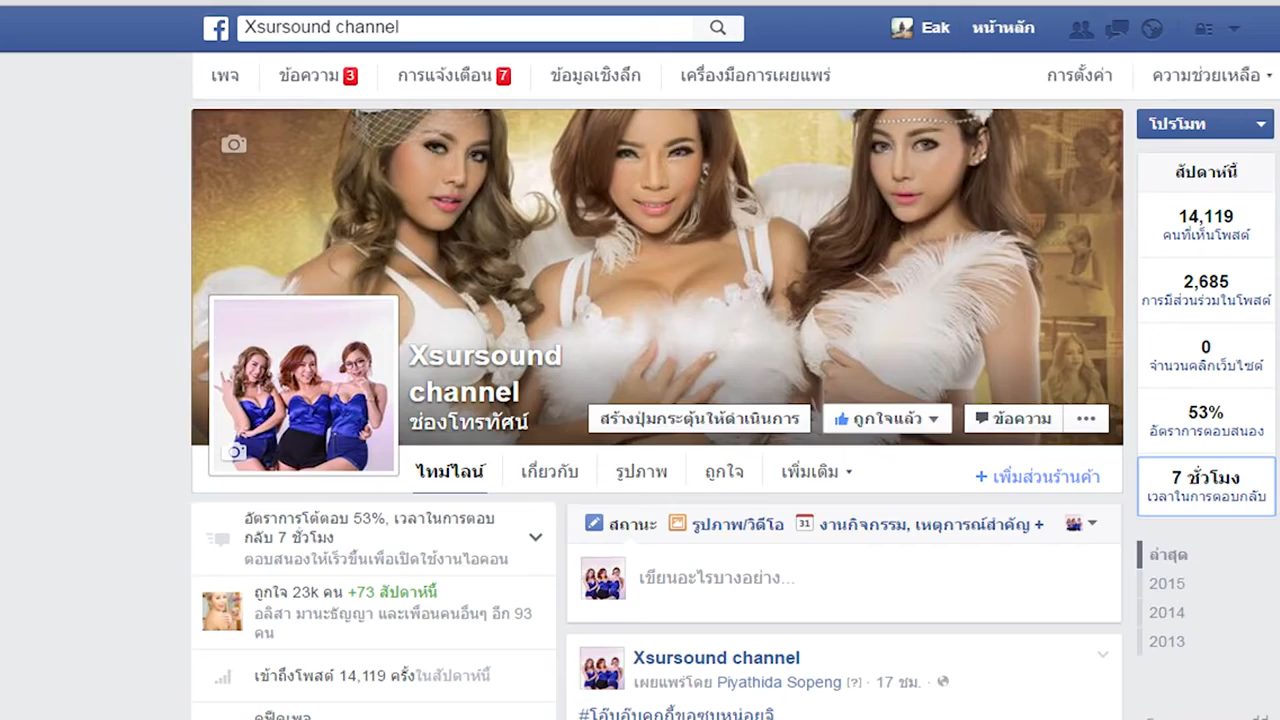 Xsursound channel
Eak
หน้าหลัก
เพจ
ข้อความ 3
การแจ้งเตือน 7
ข้อมูลเชิงลึก
เครื่องมือการเผยแพร่
การตั้งค่า
ความช่วยเหลือ
Xsursound
channel
ช่องโทรทัศน์
สร้างปุ่มกระตุ้นให้ดำเนินการ
ถูกใจแล้ว
ข้อความ
ไทม์ไลน์
เกี่ยวกับ
รูปภาพ
ถูกใจ
เพิ่มเติม
+ เพิ่มส่วนร้านค้า
โปรโมท
สัปดาห์นี้
14,119
คนที่เห็นโพสต์
2,685
การมีส่วนร่วมในโพสต์
0
จำนวนคลิกเว็บไซต์
53%
อัตราการตอบสนอง
7 ชั่วโมง
เวลาในการตอบกลับ
ล่าสุด
2015
2014
2013
อัตราการโต้ตอบ 53%, เวลาในการตอบ
กลับ 7 ชั่วโมง
ตอบสนองให้เร็วขึ้นเพื่อเปิดใช้งานไอคอน
ถูกใจ 23k คน +73 สัปดาห์นี้
อลิสา มานะธัญญา และเพื่อนคนอื่นๆ อีก 93
คน
เข้าถึงโพสต์ 14,119 ครั้งในสัปดาห์นี้
ดูฟีดเพจ
สถานะ
รูปภาพ/วิดีโอ
31 งานกิจกรรม, เหตุการณ์สำคัญ +
เขียนอะไรบางอย่าง...
Xsursound channel
เผยแพร่โดย Piyathida Sopeng [?] · 17 ชม. ·
#โอ๊บอุ๊บคุกกี้ขอซบหน่อยจิ